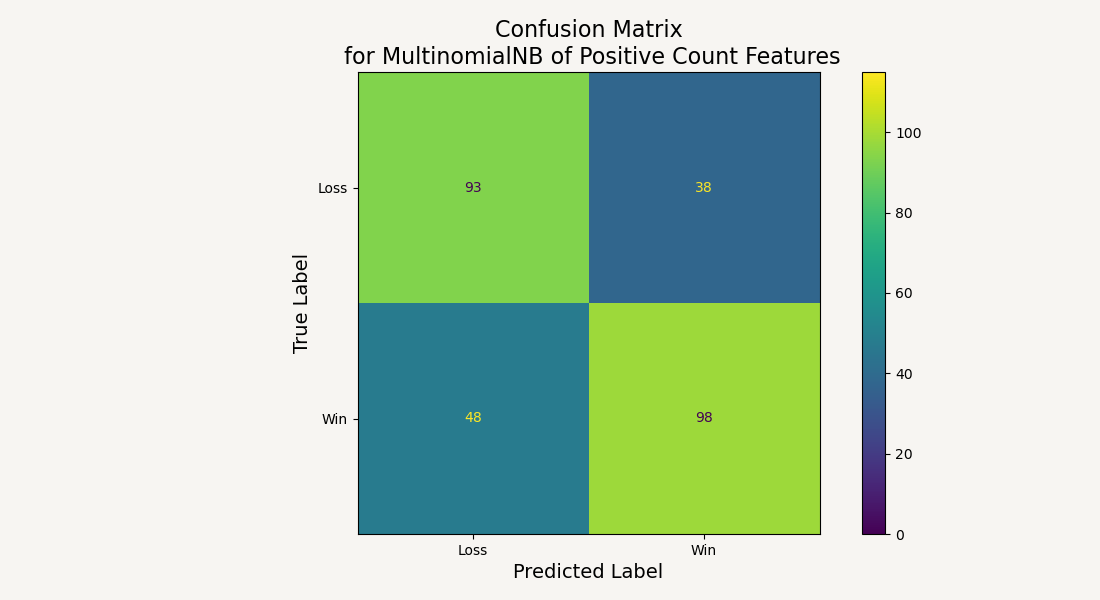 Confusion Matrix
for MultinomialNB of Positive Count Features
True Label
Loss
Win
93
38
48
98
Loss
Win
Predicted Label
100
80
60
40
20
0